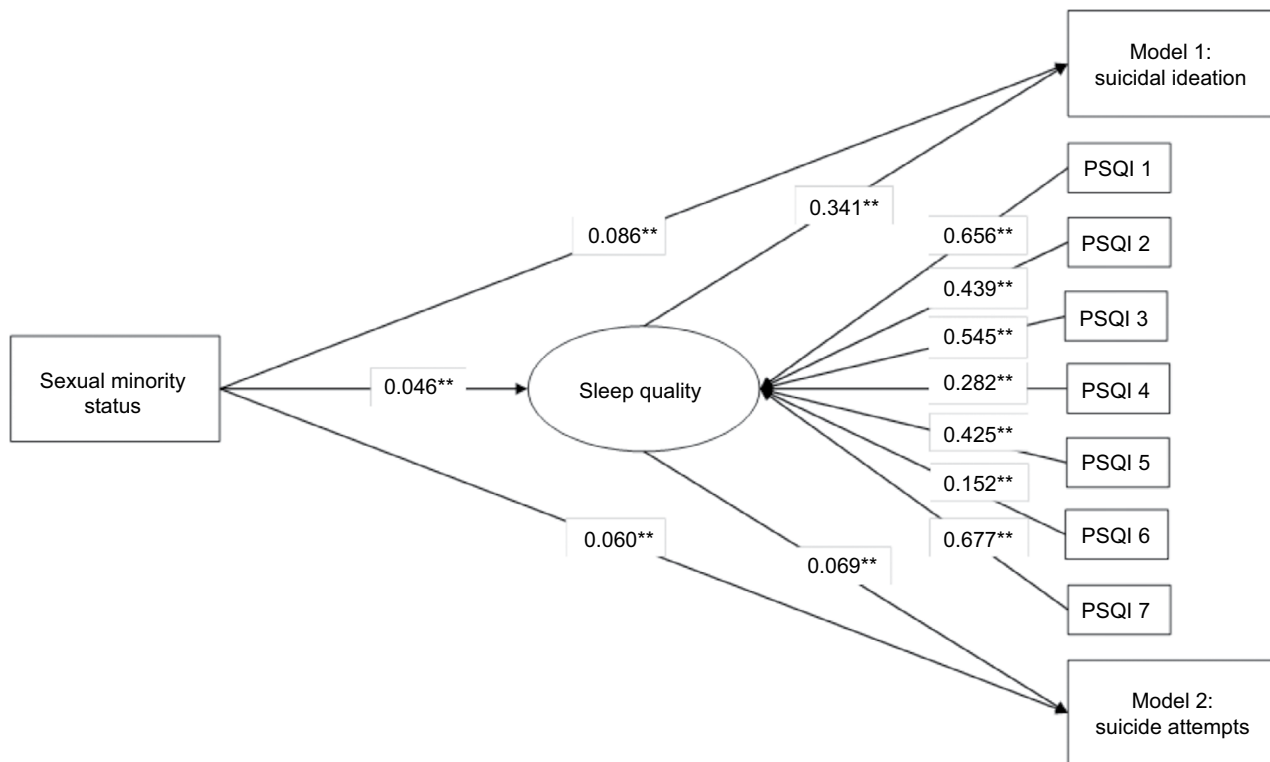 Model 1:
suicidal ideation
PSQI 1
0.341**
0.086**
0.656**
PSQI 2
0.439**
PSQI 3
0.545**
Sexual minority
status
0.046**
Sleep quality
0.282**
PSQI 4
0.425**
PSQI 5
0.152**
PSQI 6
0.060**
0.677**
0.069**
PSQI 7
Model 2:
suicide attempts